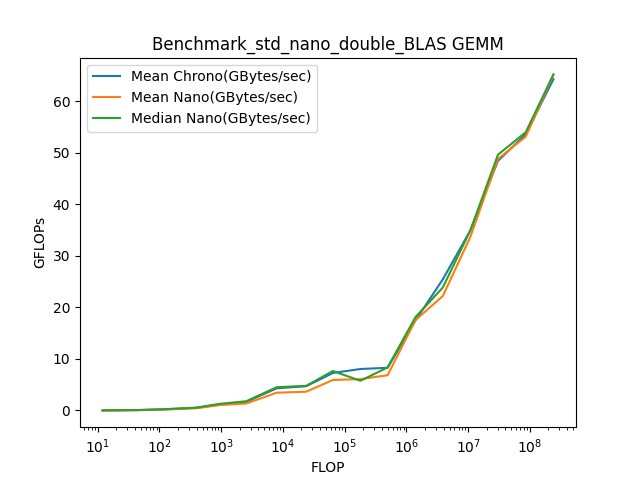 Benchmark_std_nano_double_BLAS GEMM
Mean Chrono(GBytes/sec)
Mean Nano(GBytes/sec)
Median Nano(GBytes/sec)
GFLOPs
60
50
40
30
20
10
0
10¹ 10² 10³ 10⁴ 10⁵ 10⁶ 10⁷ 10⁸
FLOP